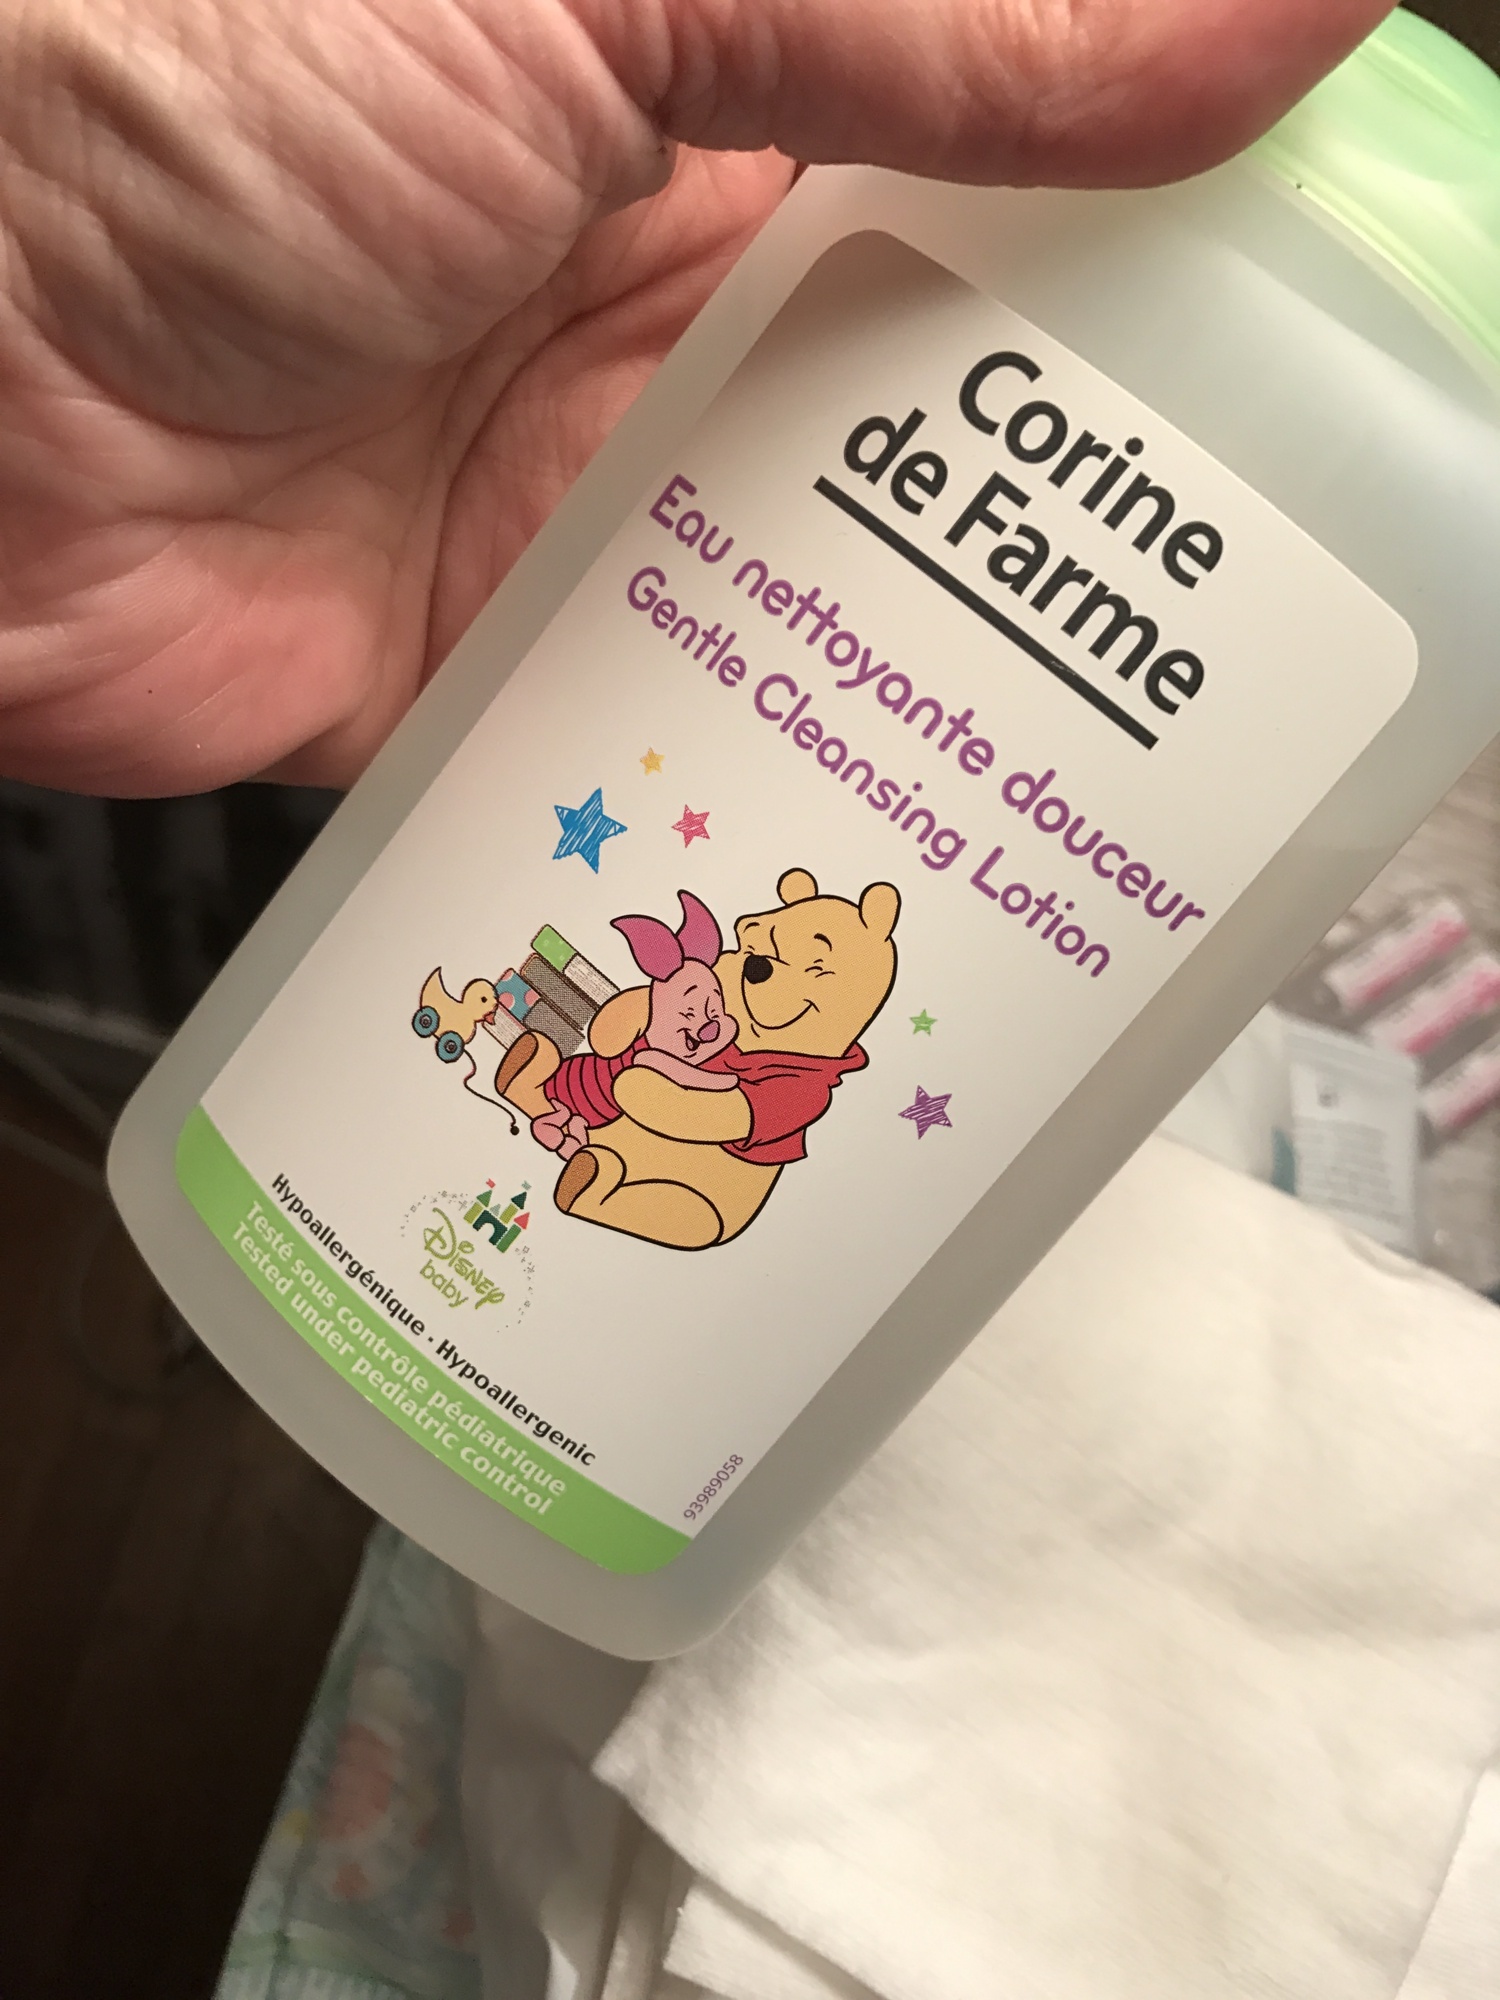 Corine
de Farme
Eau nettoyante douceur
Gentle Cleansing Lotion
Disney
baby
Hypoallergénique . Hypoallergenic
Testé sous contrôle pédiatrique
Tested under pediatric control
93989058